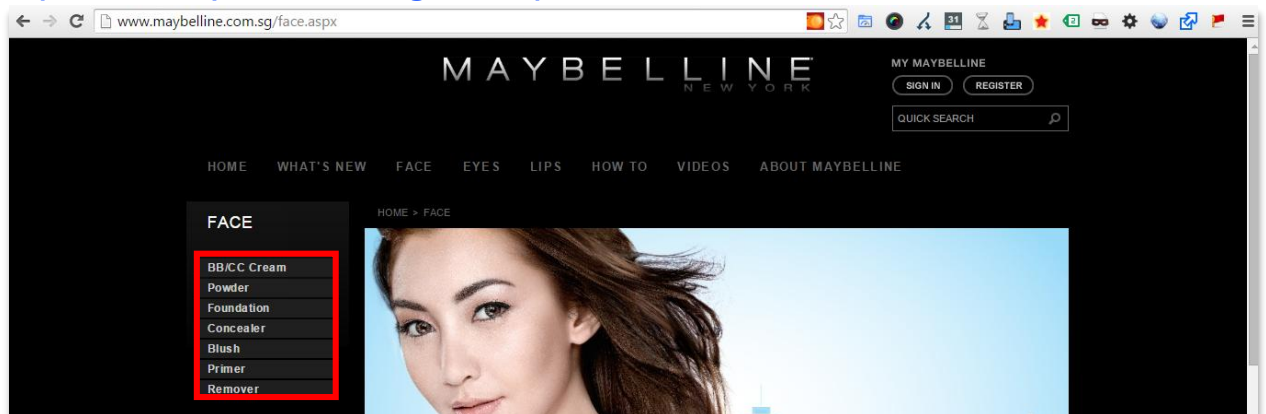 www.maybelline.com.sg/face.aspx
31
MAYBELLINE
NEW YORK
MY MAYBELLINE
SIGN IN REGISTER
QUICK SEARCH
HOME WHAT'S NEW FACE EYES LIPS HOW TO VIDEOS ABOUT MAYBELLINE
FACE
HOME > FACE
BB/CC Cream
Powder
Foundation
Concealer
Blush
Primer
Remover